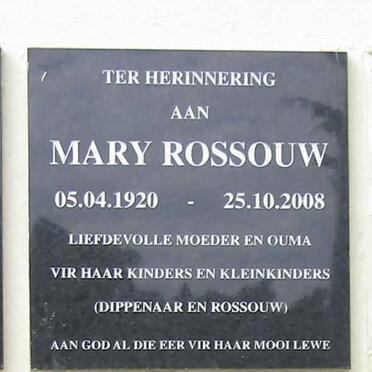 TER HERINNERING
AAN
MARY ROSSOUW
05.04.1920 - 25.10.2008
LIEFDEVOLLE MOEDER EN OUMA
VIR HAAR KINDERS EN KLEINKINDERS
(DIPPENAAR EN ROSSOUW)
AAN GOD AL DIE EER VIR HAAR MOOI LEWE